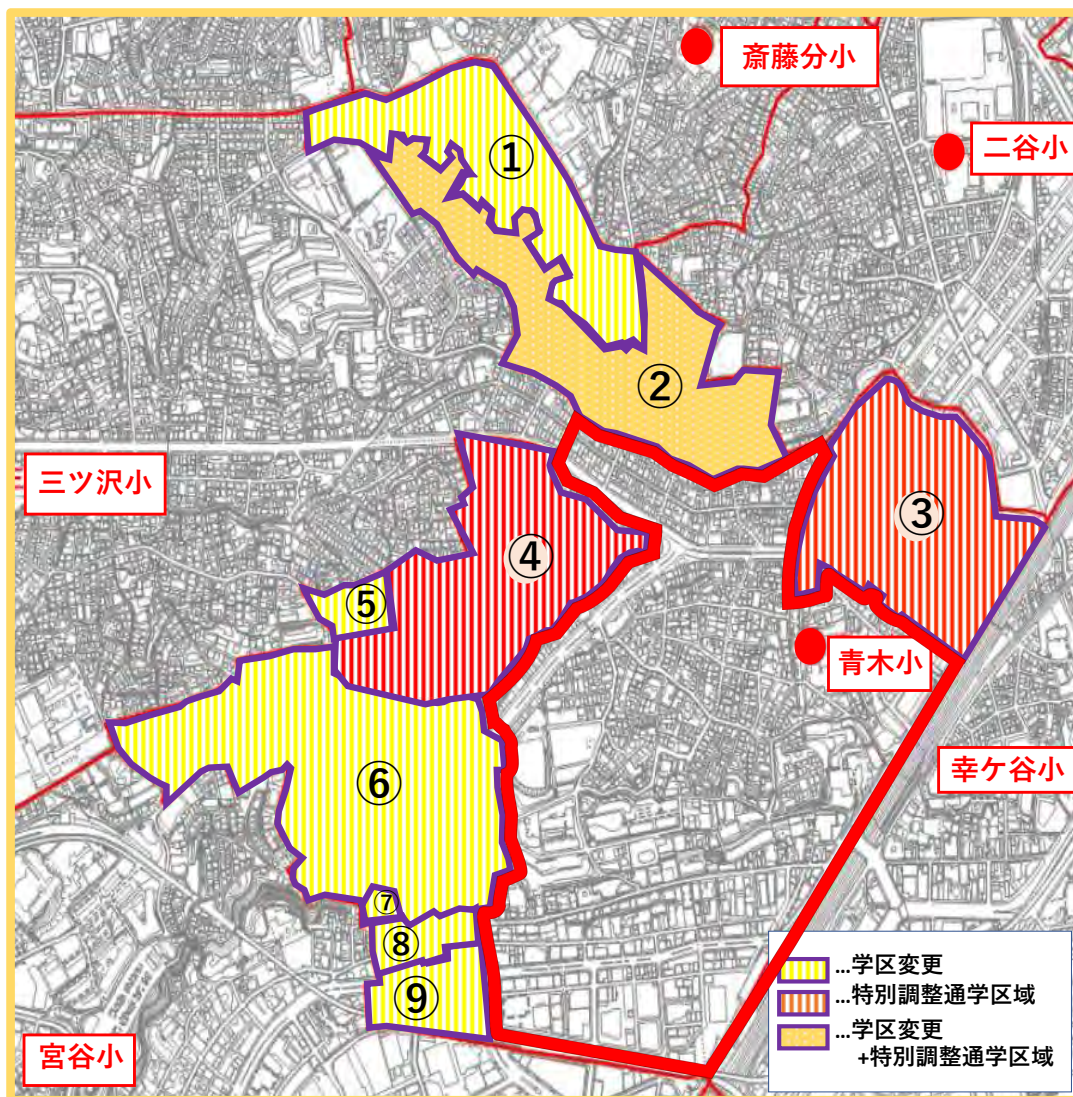 斎藤分小
二谷小
①
②
三ツ沢小
③
④
⑤
青木小
幸ケ谷小
⑥
⑦
⑧
⑨
宮谷小
...学区変更
...特別調整通学区域
...学区変更
+特別調整通学区域